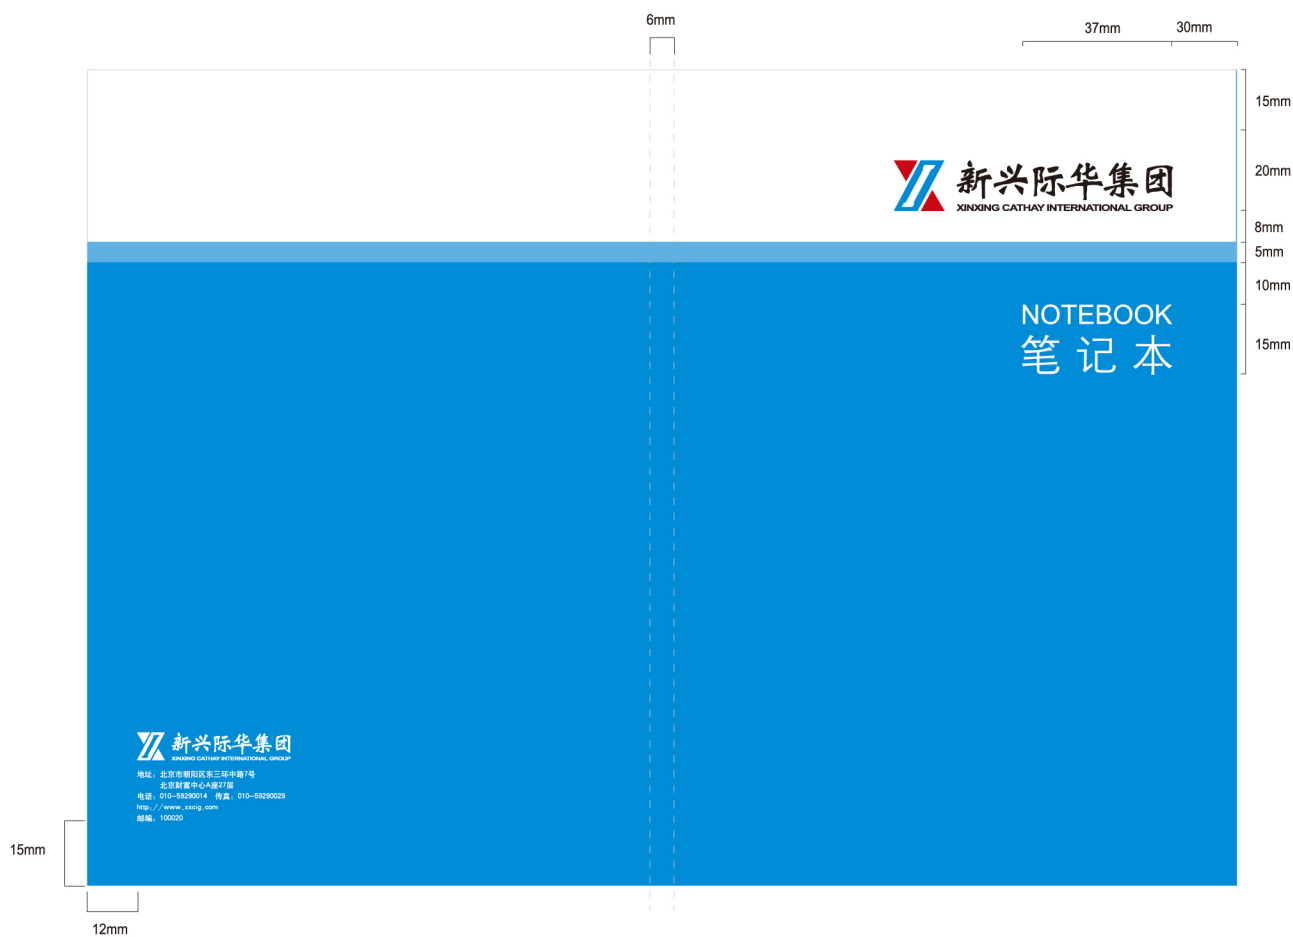 6mm
37mm
30mm
15mm
20mm
8mm
5mm
10mm
15mm
新兴际华集团
XINXING CATHAY INTERNATIONAL GROUP
NOTEBOOK
笔记本
新兴际华集团
XINXING CATHAY INTERNATIONAL GROUP
地址：北京市朝阳区东三环中路7号
北京财富中心A座27层
电话：010-59290014 传真：010-59290029
http://www.xxcig.com
邮编：100020
15mm
12mm